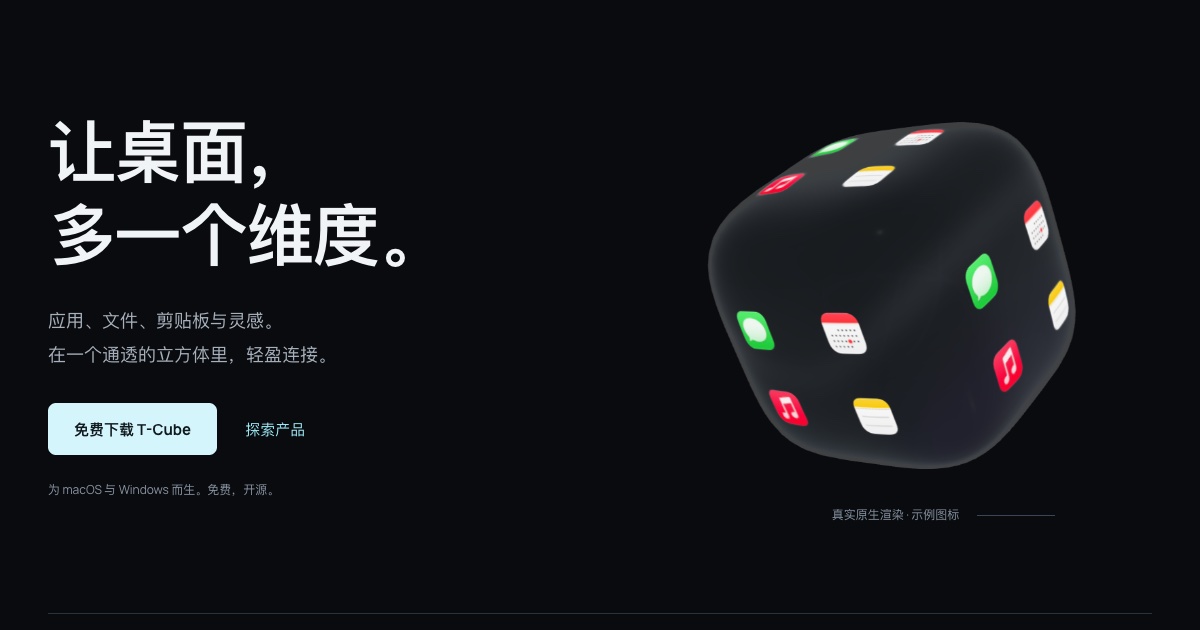 让桌面，
多一个维度。
应用、文件、剪贴板与灵感。
在一个通透的立方体里，轻盈连接。
免费下载 T-Cube
探索产品
为 macOS 与 Windows 而生。免费，开源。
真实原生渲染 · 示例图标